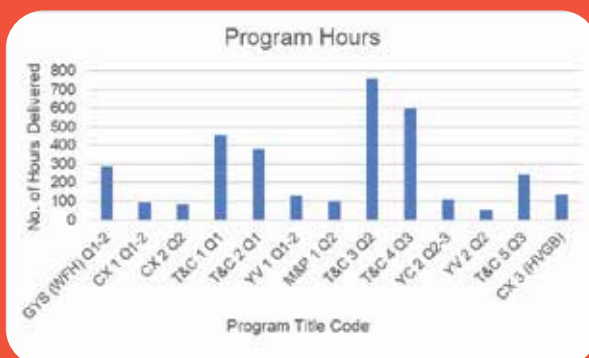 Program Hours
No. of Hours Delivered
800
700
600
500
400
300
200
100
0
GYS (WFH) Q1-2
CX 1 Q1-2
CX 2 Q2
T&C 1 Q1
T&C 2 Q1
YV 1 Q1-2
M&P 1 Q2
T&C 3 Q2
T&C 4 Q3
YC 2 Q2-3
YV 2 Q2
T&C 5 Q3
CX 3 (HVGB)
Program Title Code